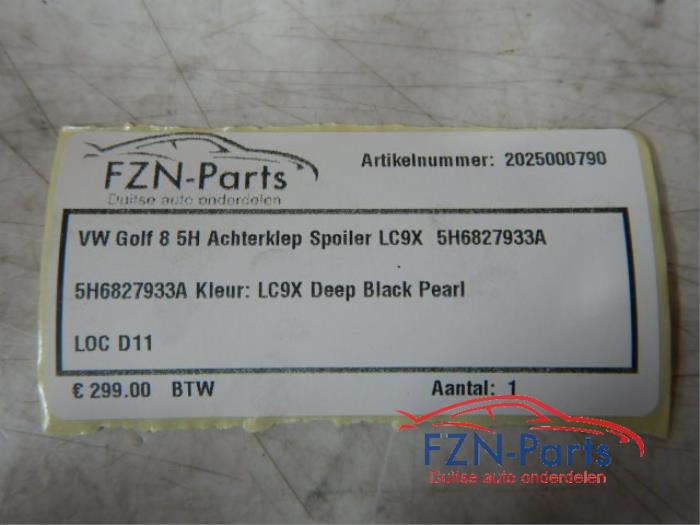 FZN-Parts
Duitse auto onderdelen
Artikelnummer: 2025000790
VW Golf 8 5H Achterklep Spoiler LC9X 5H6827933A
5H6827933A Kleur: LC9X Deep Black Pearl
LOC D11
€ 299.00 BTW
Aantal: 1
FZN-Parts
Duitse auto onderdelen